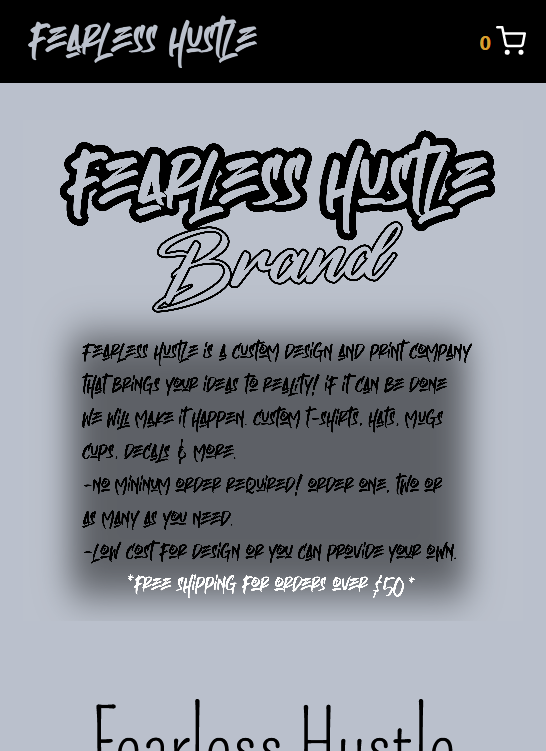 Fearless Hustle
0
Fearless Hustle
Brand
Fearless Hustle is a custom design and print company
that brings your ideas to reality! if it can be done
we will make it happen. Custom t-shirts, hats, mugs
cups, decals & more.
-No mininum order required! order one, two or
as many as you need.
-Low cost for design or you can provide your own.
*Free shipping for orders over $50*
Fearless Hustle